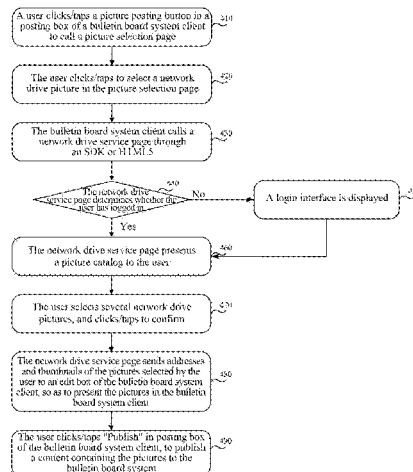 A user clicks/taps a picture posting button in a
posting box of a bulletin board system client
to call a picture selection page
410
The user clicks/taps to select a network
drive picture in the picture selection page
420
The bulletin board system client calls a
network drive service page through
an SDK or HTML5
430
The network drive
service page determines whether the
user has logged in
No
A login interface is displayed
Yes
The network drive service page presents
a picture catalog to the user
460
The user selects several network drive
pictures, and clicks/taps to confirm
470
The network drive service page sends addresses
and thumbnails of the pictures selected by the
user to an edit box of the bulletin board system
client, so as to present the pictures in the bulletin
board system client
480
The user clicks/taps "Publish" in posting box
of the bulletin board system client, to publish
a content containing the pictures to the
bulletin board system
490